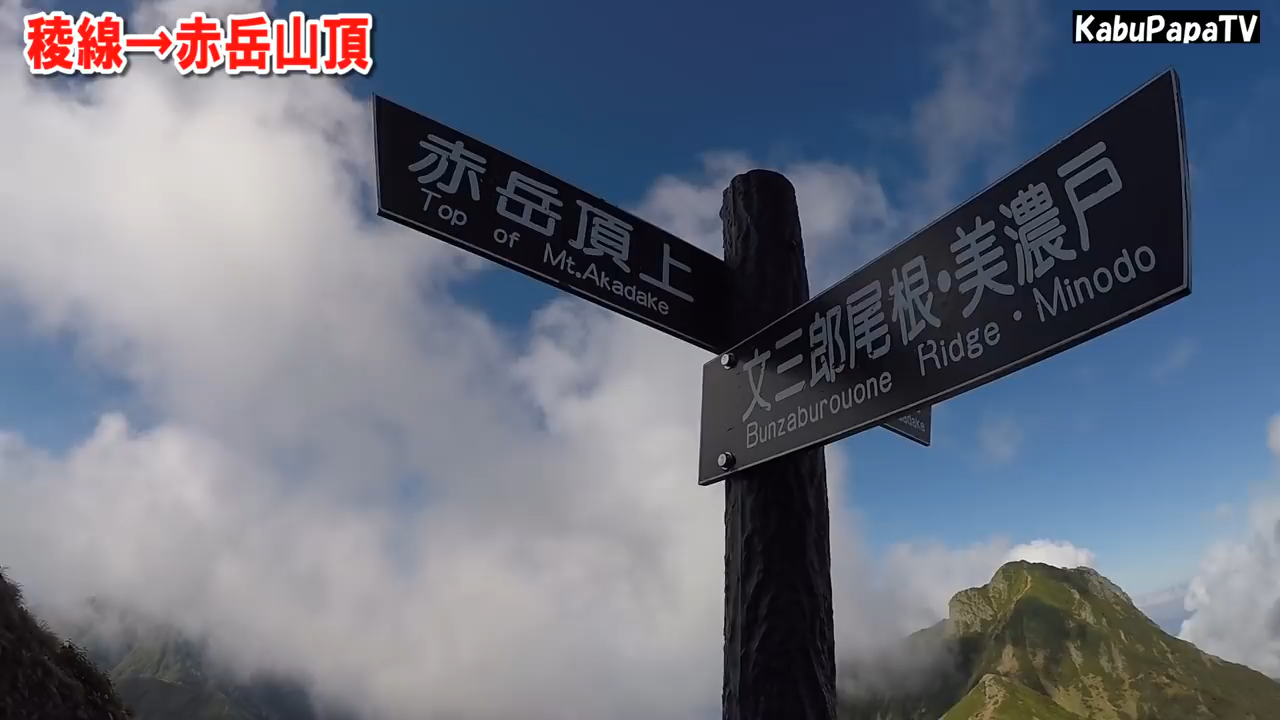 稜線→赤岳山頂
KabuPapaTV
赤岳頂上
Top of Mt.Akadake
文三郎尾根・美濃戸
Bunzaburouone Ridge・Minodo